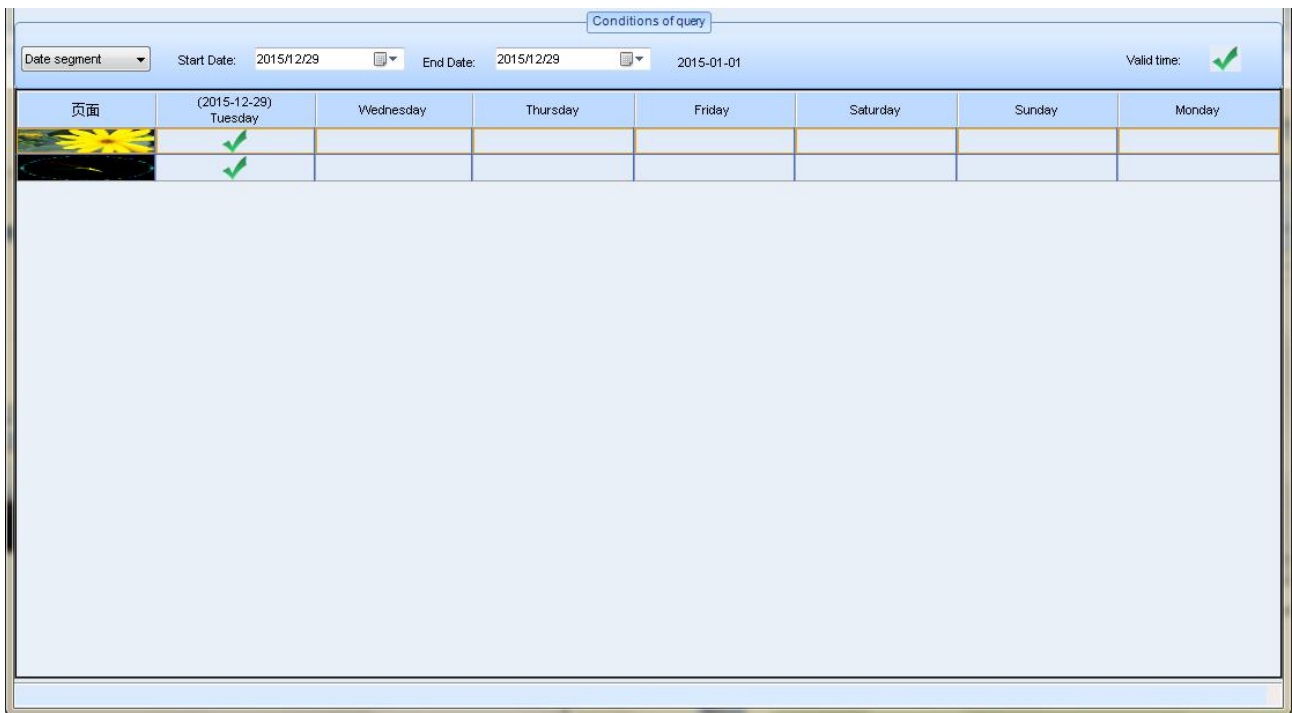 Conditions of query
Date segment Start Date: 2015/12/29 End Date: 2015/12/29 2015-01-01 Valid time:
页面 (2015-12-29) Tuesday Wednesday Thursday Friday Saturday Sunday Monday